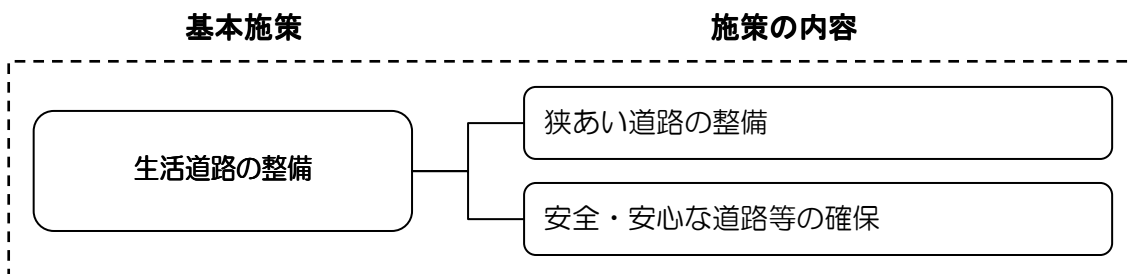 基本施策
施策の内容
生活道路の整備
狭あい道路の整備
安全・安心な道路等の確保